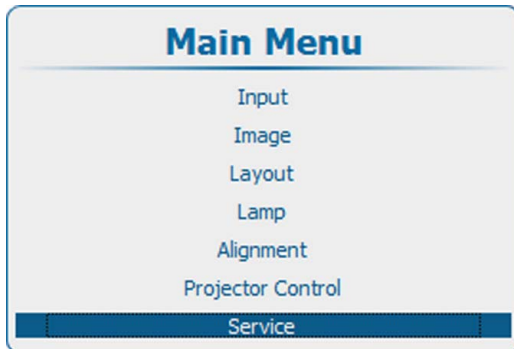 Main Menu
Input
Image
Layout
Lamp
Alignment
Projector Control
Service